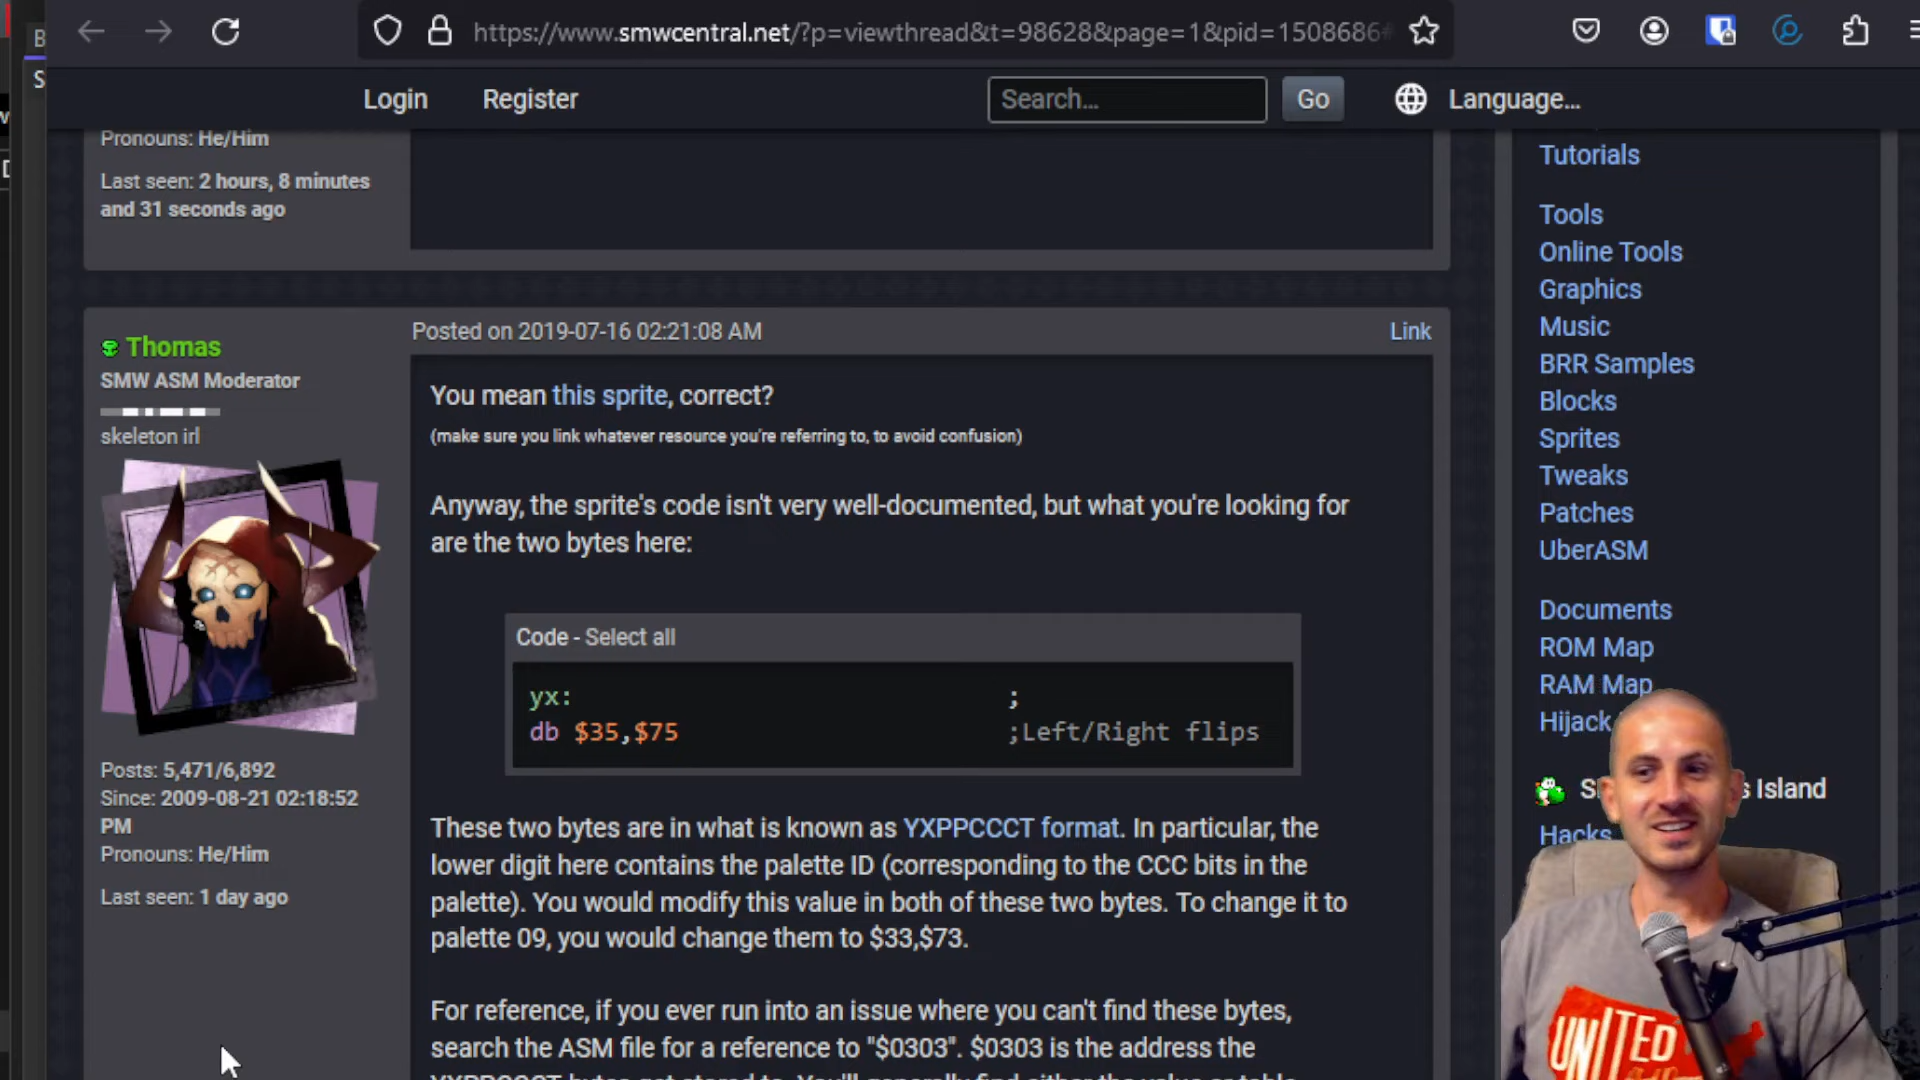 https://www.smwcentral.net/?p=viewthread&t=98628&page=1&pid=1508686#
Login
Register
Search...
Go
Language...
Pronouns: He/Him
Last seen: 2 hours, 8 minutes
and 31 seconds ago
Thomas
SMW ASM Moderator
skeleton irl
Posts: 5,471/6,892
Since: 2009-08-21 02:18:52
PM
Pronouns: He/Him
Last seen: 1 day ago
Posted on 2019-07-16 02:21:08 AM
Link
You mean this sprite, correct?
(make sure you link whatever resource you're referring to, to avoid confusion)
Anyway, the sprite's code isn't very well-documented, but what you're looking for
are the two bytes here:
Code - Select all
yx: ;
db $35,$75 ;Left/Right flips
These two bytes are in what is known as YXPPCCCT format. In particular, the
lower digit here contains the palette ID (corresponding to the CCC bits in the
palette). You would modify this value in both of these two bytes. To change it to
palette 09, you would change them to $33,$73.
For reference, if you ever run into an issue where you can't find these bytes,
search the ASM file for a reference to "$0303". $0303 is the address the
Tutorials
Tools
Online Tools
Graphics
Music
BRR Samples
Blocks
Sprites
Tweaks
Patches
UberASM
Documents
ROM Map
RAM Map
Hijack
Island
Hacks
UNITED